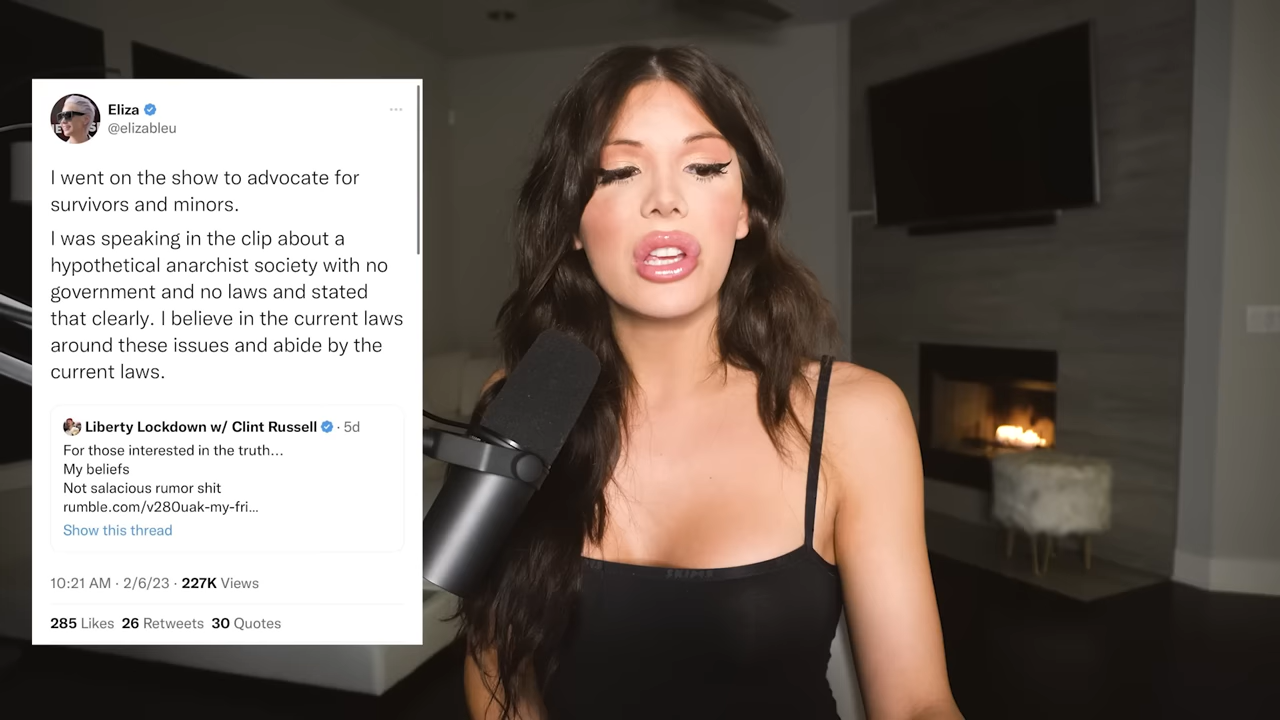 Eliza
@elizableu
I went on the show to advocate for
survivors and minors.
I was speaking in the clip about a
hypothetical anarchist society with no
government and no laws and stated
that clearly. I believe in the current laws
around these issues and abide by the
current laws.
Liberty Lockdown w/ Clint Russell · 5d
For those interested in the truth...
My beliefs
Not salacious rumor shit
rumble.com/v280uak-my-fri...
Show this thread
10:21 AM · 2/6/23 · 227K Views
285 Likes 26 Retweets 30 Quotes
SKIMS